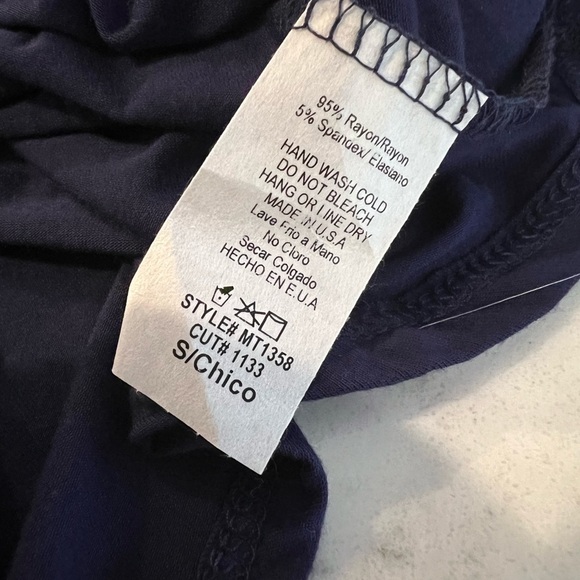 95% Rayon/Rayon
5% Spandex/ Elastano
HAND WASH COLD
DO NOT BLEACH
HANG OR LINE DRY
MADE IN U.S.A
Lave Frio a Mano
No Cloro
Secar Colgado
HECHO EN E.U.A
STYLE# MT1358
CUT# 1133
S/Chico